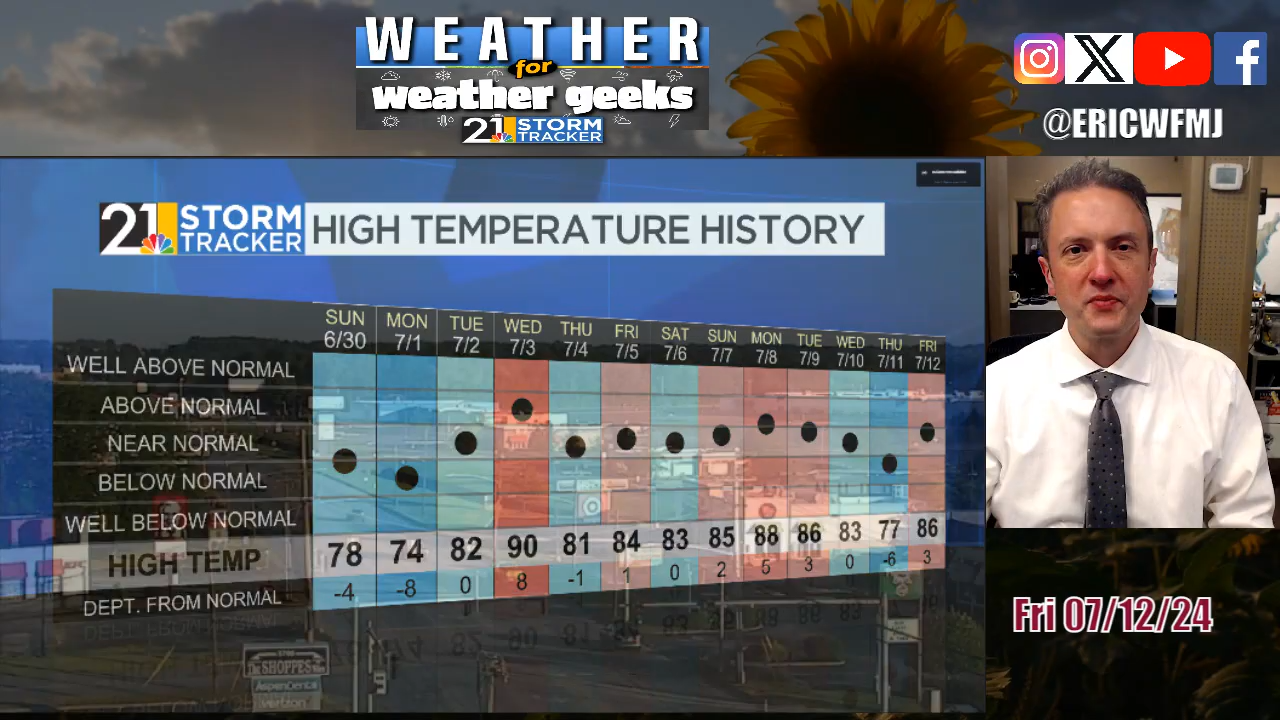 WEATHER
for
weather geeks
21 STORM TRACKER
@ERICWFMJ
21 STORM TRACKER HIGH TEMPERATURE HISTORY
SUN MON TUE WED THU FRI SAT SUN MON TUE WED THU FRI
6/30 7/1 7/2 7/3 7/4 7/5 7/6 7/7 7/8 7/9 7/10 7/11 7/12
WELL ABOVE NORMAL
ABOVE NORMAL
NEAR NORMAL
BELOW NORMAL
WELL BELOW NORMAL
HIGH TEMP 78 74 82 90 81 84 83 85 88 86 83 77 86
DEPT. FROM NORMAL -4 -8 0 8 -1 1 0 2 5 3 0 -6 3
The SHOPPES
AspenDental
verizon
Fri 07/12/24